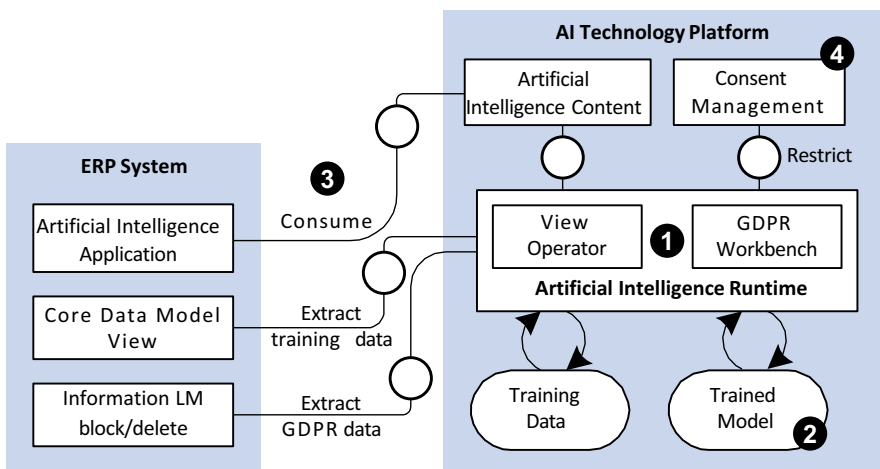 AI Technology Platform
4
Artificial
Intelligence Content
Consent
Management
Restrict
ERP System
3
Consume
Artificial Intelligence
Application
View
Operator
1
GDPR
Workbench
Artificial Intelligence Runtime
Core Data Model
View
Extract
training data
Information LM
block/delete
Extract
GDPR data
Training
Data
Trained
Model
2